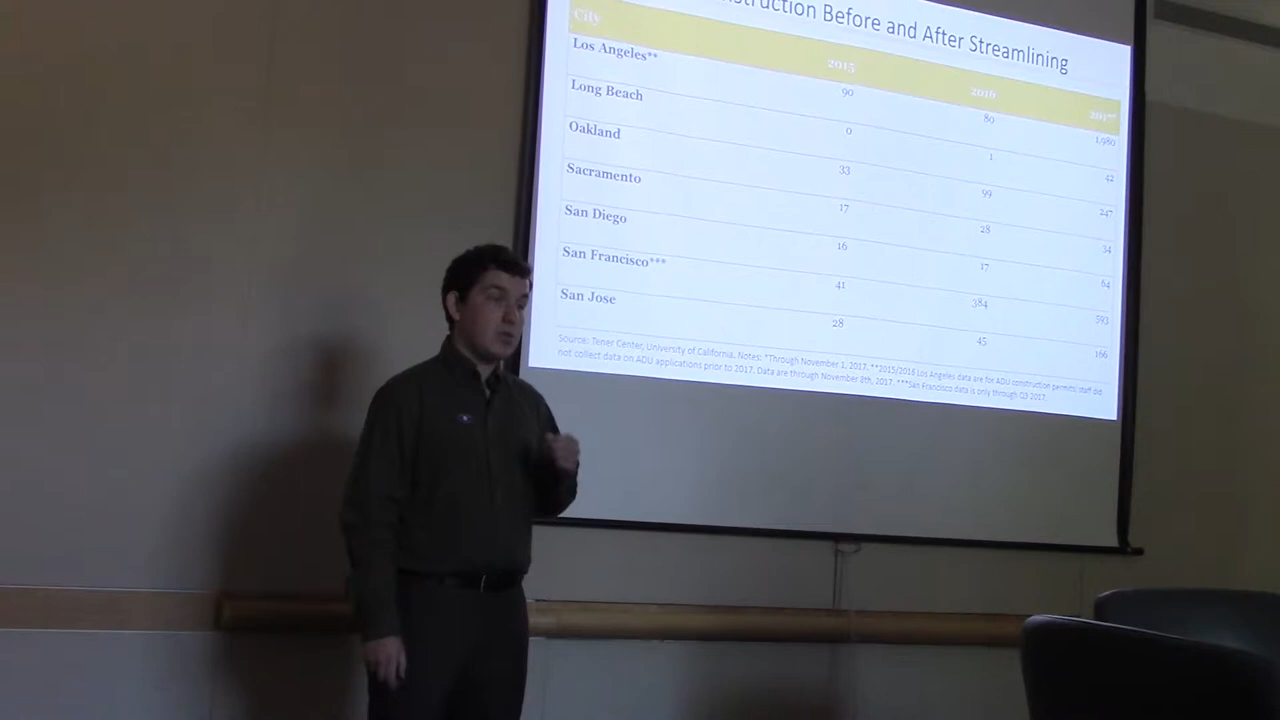 struction Before and After Streamlining
City 2015 2016 2017*
Los Angeles** 90 80 1,980
Long Beach 0 1 42
Oakland 33 99 247
Sacramento 17 28 34
San Diego 16 17 64
San Francisco*** 41 384 593
San Jose 28 45 166
Source: Tener Center, University of California. Notes: *Through November 1, 2017. **2015/2016 Los Angeles data are for ADU construction permits; staff did
not collect data on ADU applications prior to 2017. Data are through November 8th, 2017. ***San Francisco data is only through Q3 2017.